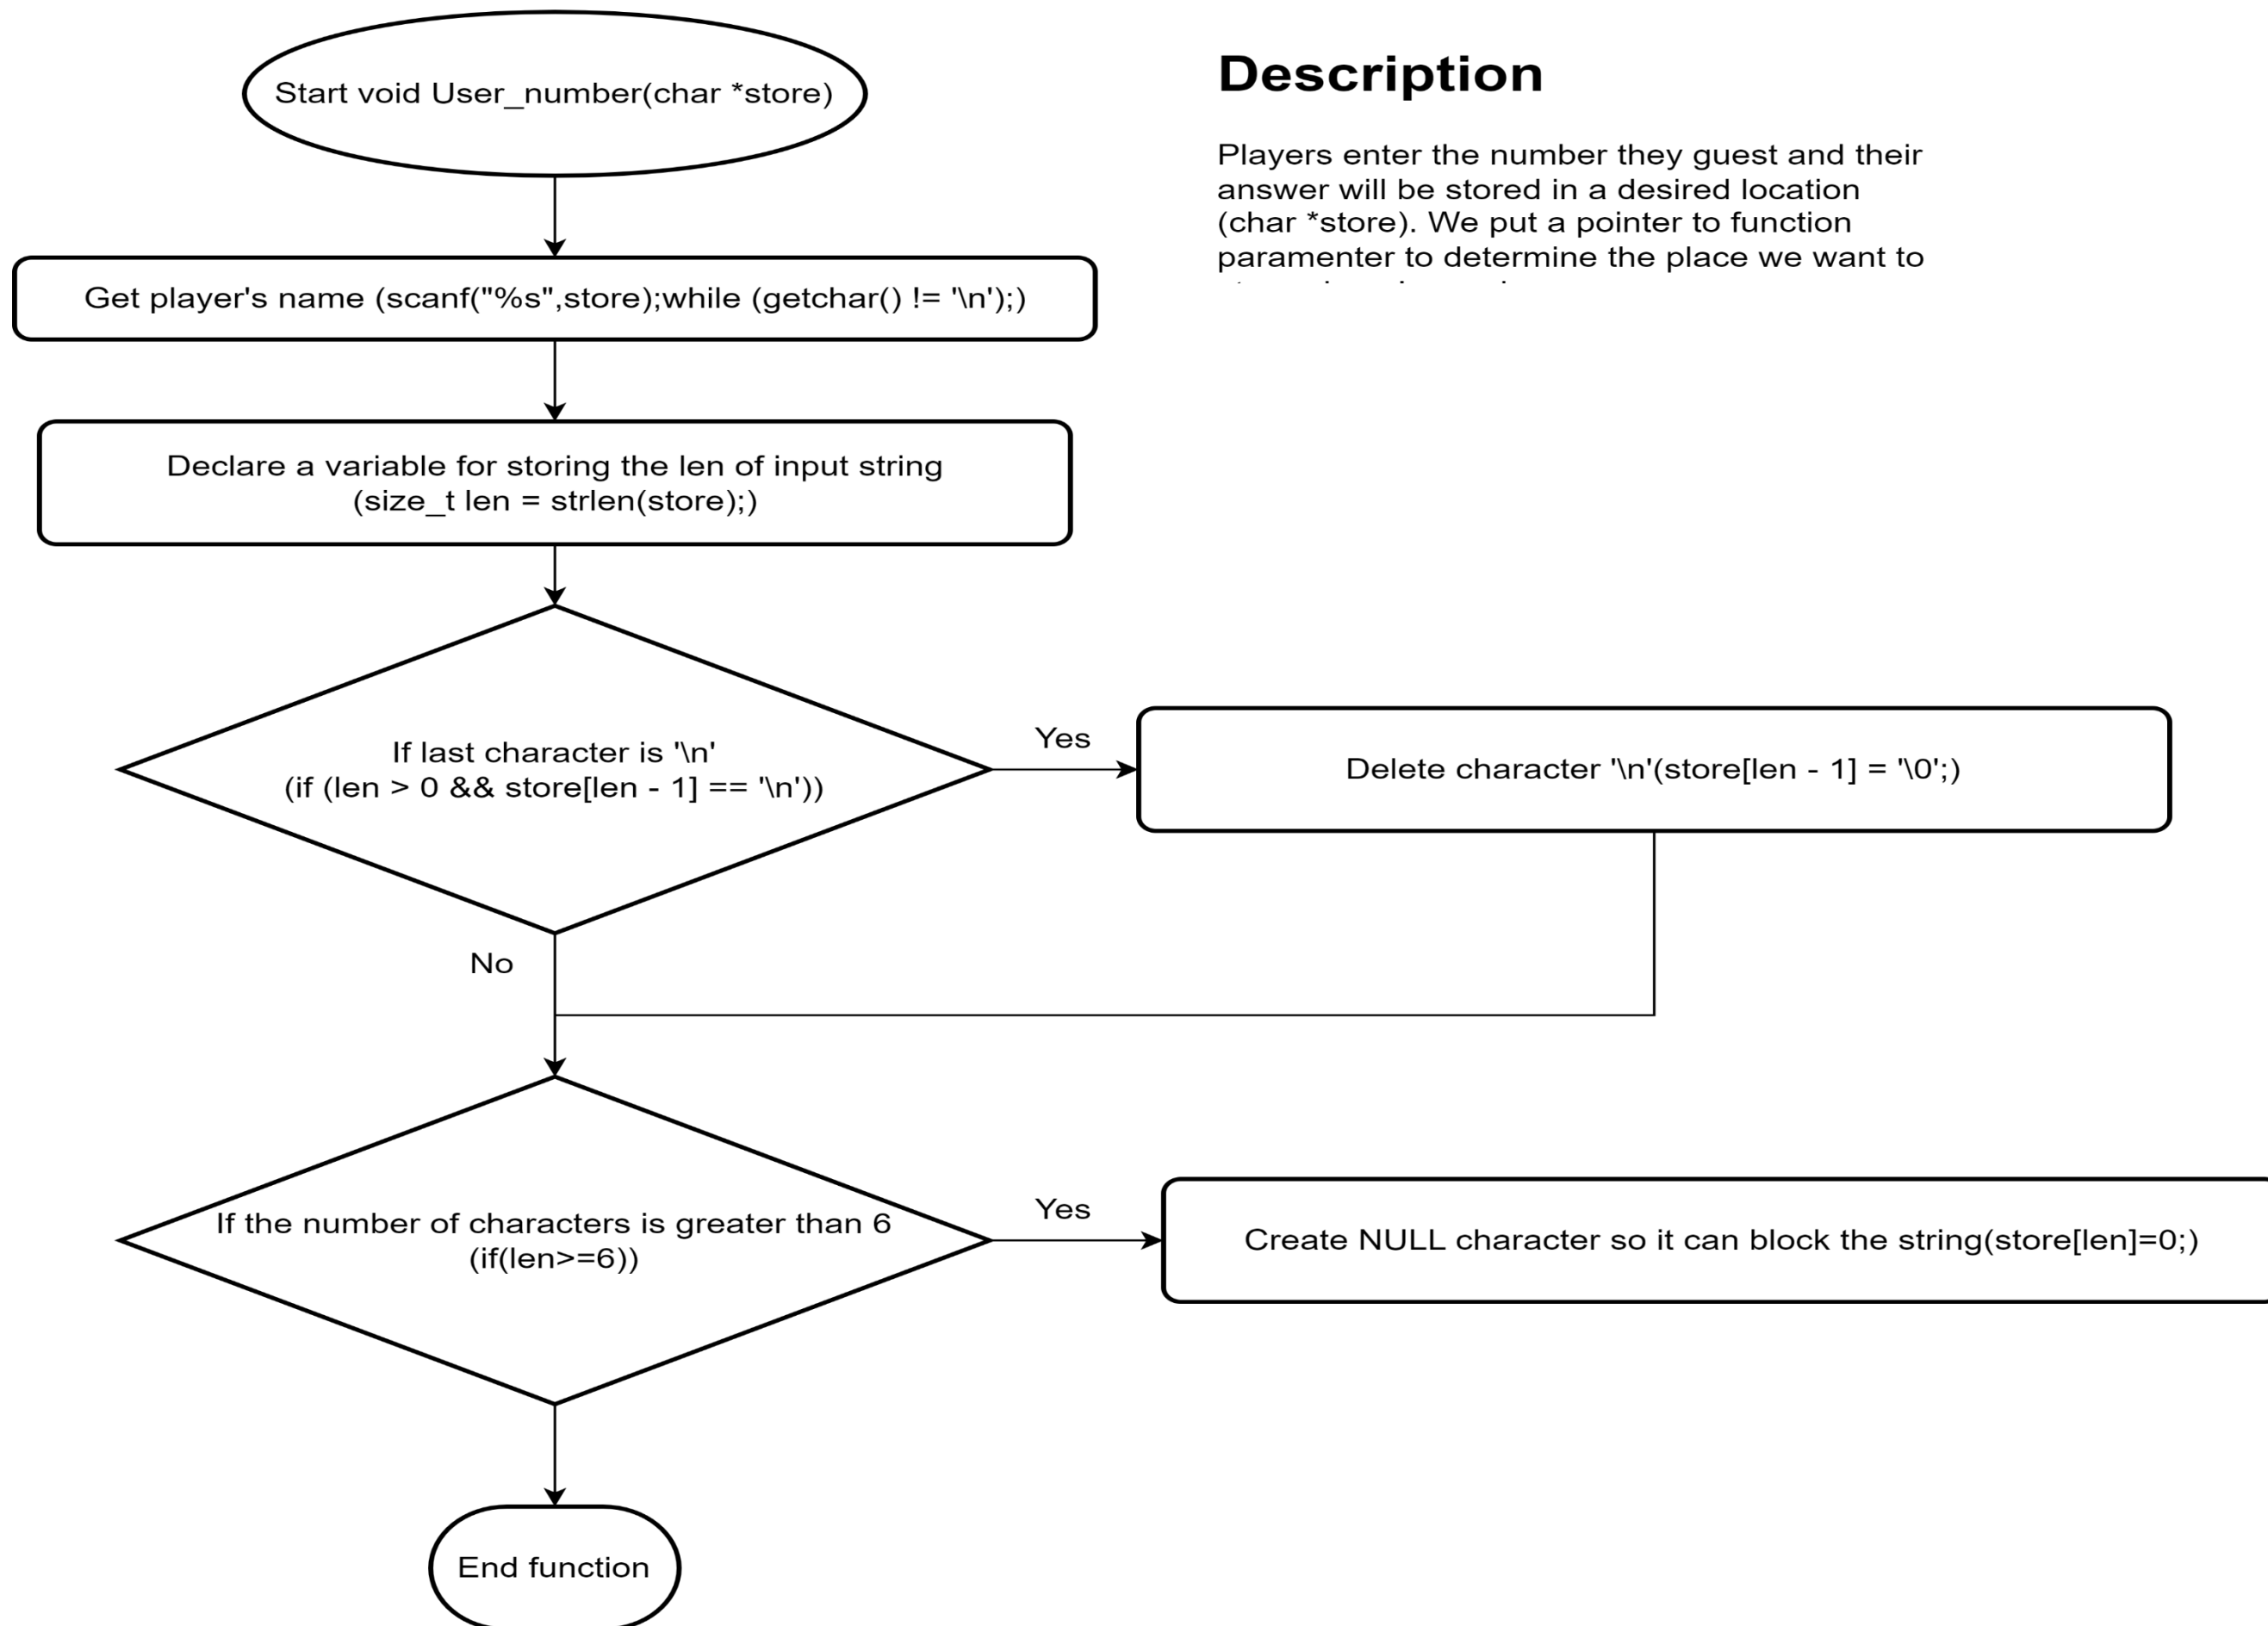 Start void User_number(char *store)
Description
Players enter the number they guest and their
answer will be stored in a desired location
(char *store). We put a pointer to function
paramenter to determine the place we want to
Get player's name (scanf("%s",store);while (getchar() != '\n');)
Declare a variable for storing the len of input string
(size_t len = strlen(store);)
If last character is '\n'
(if (len > 0 && store[len - 1] == '\n'))
Yes
Delete character '\n'(store[len - 1] = '\0';)
No
If the number of characters is greater than 6
(if(len>=6))
Yes
Create NULL character so it can block the string(store[len]=0;)
End function